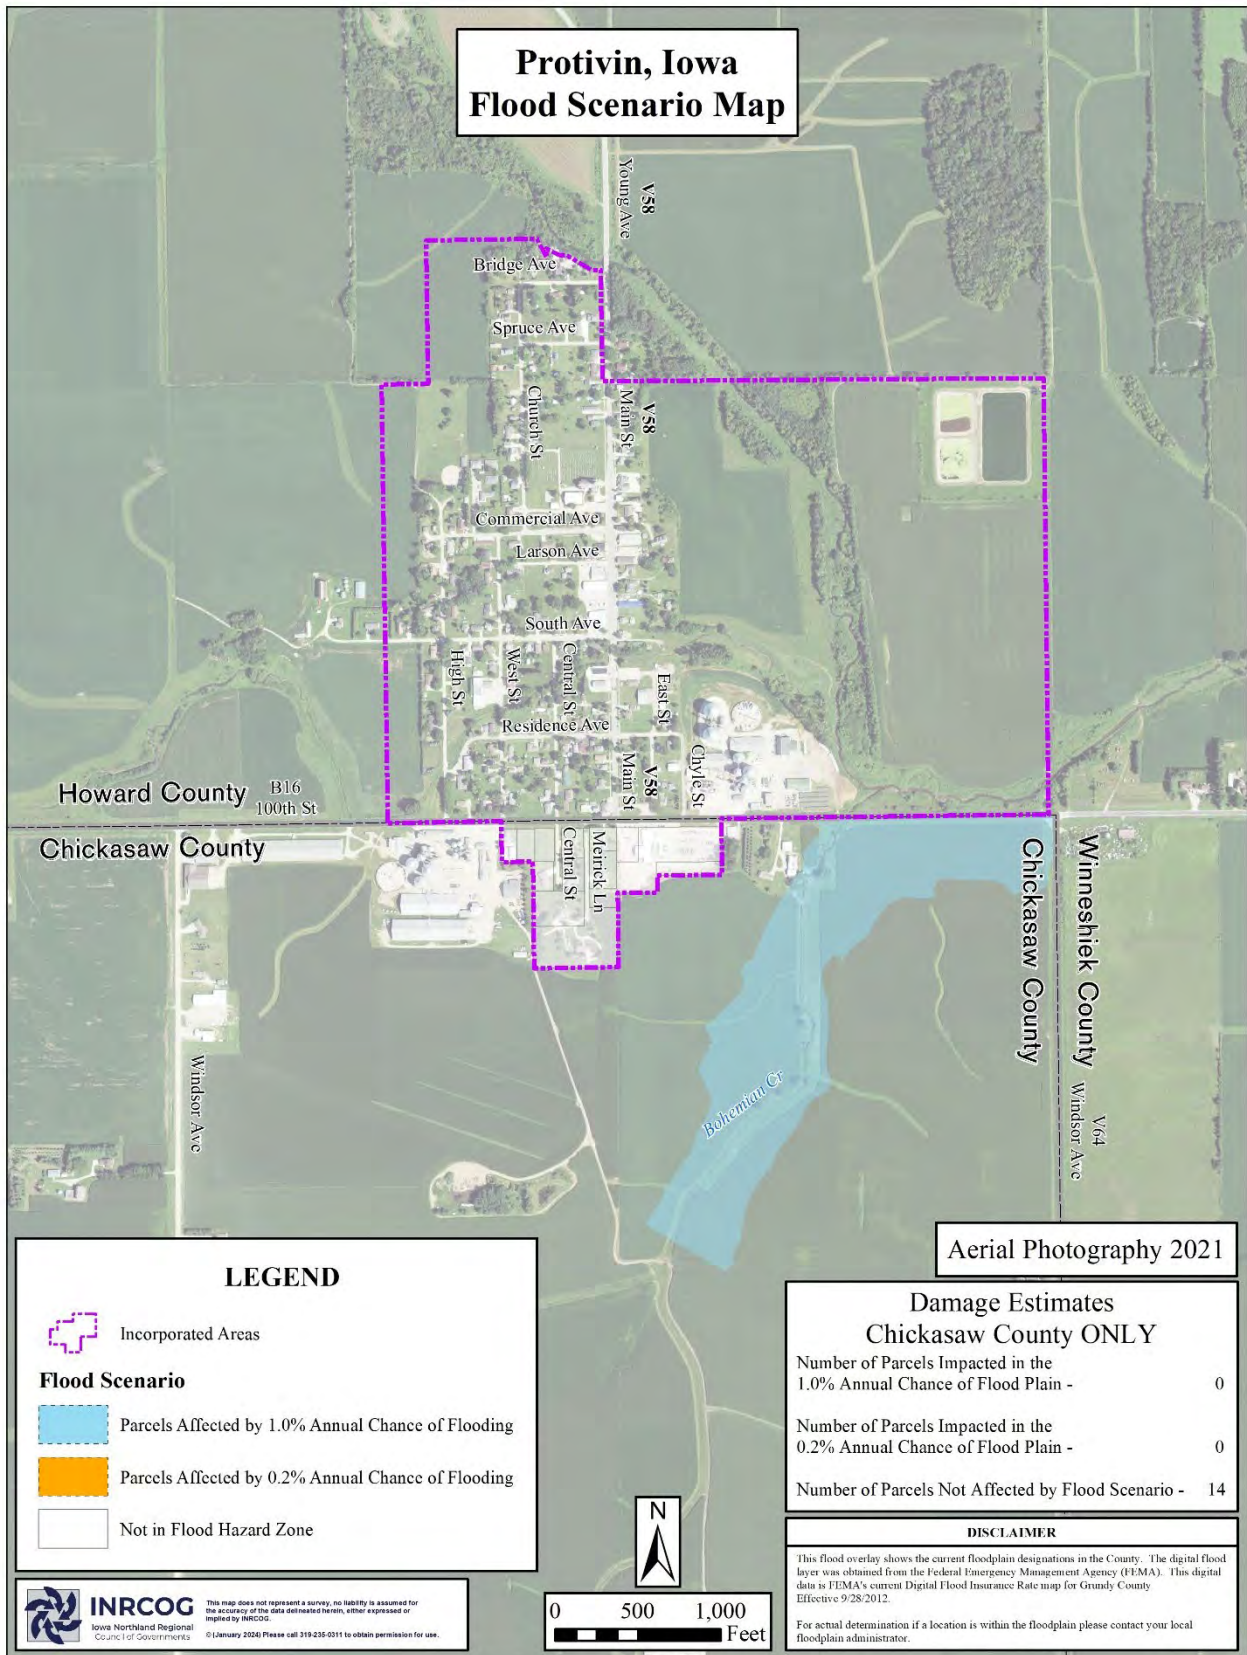 Protivin, Iowa
Flood Scenario Map
V58
Young Ave
Bridge Ave
Spruce Ave
Church St
Main St
V58
Commercial Ave
Larson Ave
South Ave
High St
West St
Central St
East St
Residence Ave
Main St
V58
Chyle St
Howard County
B16
100th St
Chickasaw County
Central St
Meirick Ln
Chickasaw County
Winneshiek County
V64
Windsor Ave
Windsor Ave
Bohemian Cr
Aerial Photography 2021
LEGEND
Incorporated Areas
Flood Scenario
Parcels Affected by 1.0% Annual Chance of Flooding
Parcels Affected by 0.2% Annual Chance of Flooding
Not in Flood Hazard Zone
Damage Estimates
Chickasaw County ONLY
Number of Parcels Impacted in the
1.0% Annual Chance of Flood Plain - 0
Number of Parcels Impacted in the
0.2% Annual Chance of Flood Plain - 0
Number of Parcels Not Affected by Flood Scenario - 14
DISCLAIMER
This flood overlay shows the current floodplain designations in the County. The digital flood
layer was obtained from the Federal Emergency Management Agency (FEMA). This digital
data is FEMA's current Digital Flood Insurance Rate map for Grundy County
Effective 9/28/2012.
For actual determination if a location is within the floodplain please contact your local
floodplain administrator.
N
0 500 1,000
Feet
INRCOG
Iowa Northland Regional
Council of Governments
This map does not represent a survey, no liability is assumed for
the accuracy of the data delineated herein, either expressed or
implied by INRCOG.
© (January 2024) Please call 319-235-0311 to obtain permission for use.